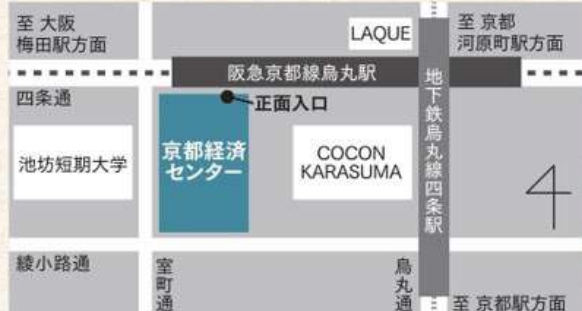 至 大阪
梅田駅方面
LAQUE
至 京都
河原町駅方面
阪急京都線烏丸駅
地下鉄烏丸線四条駅
四条通
正面入口
池坊短期大学
京都経済
センター
COCON
KARASUMA
綾小路通
室町通
烏丸通
至 京都駅方面